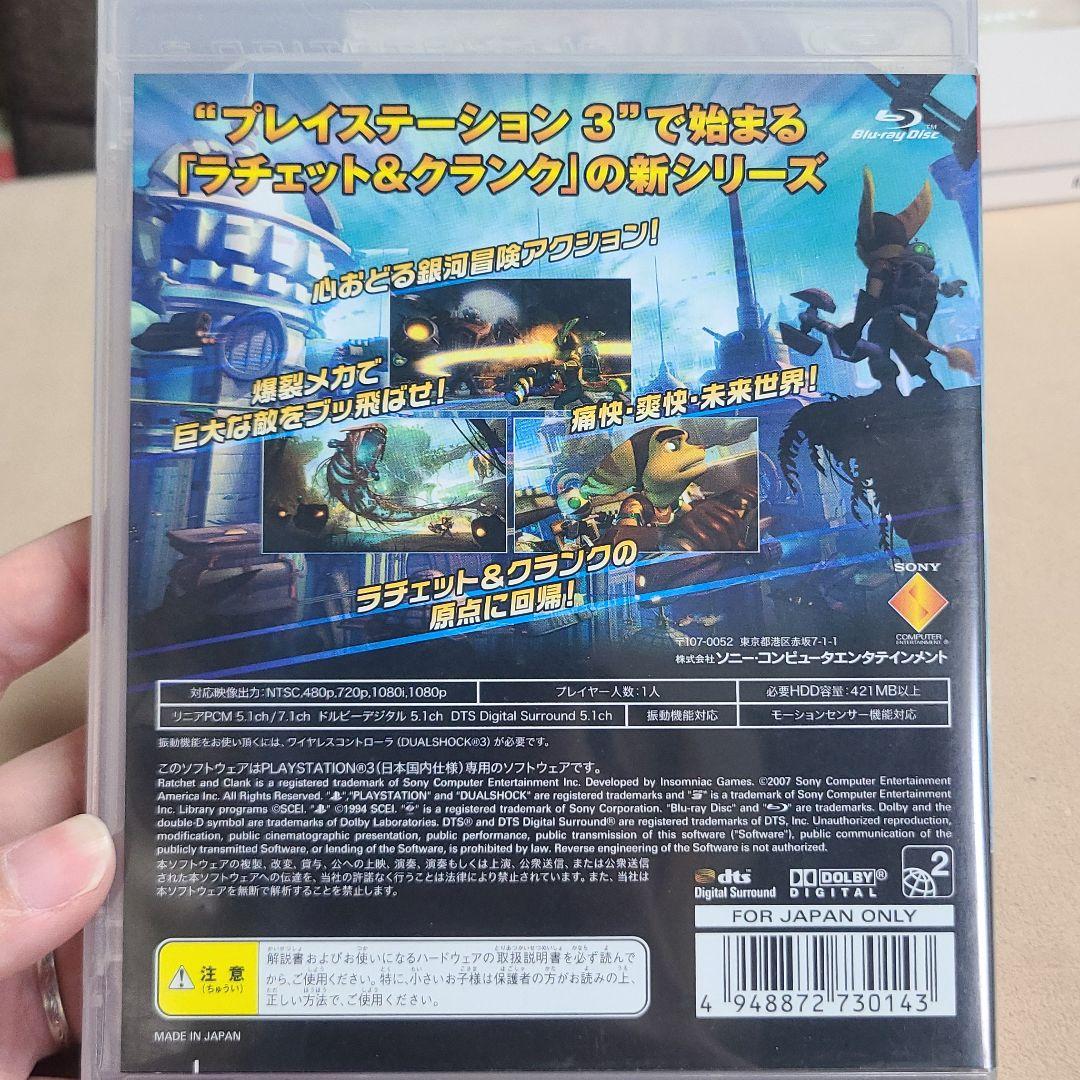 “プレイステーション 3”で始まる
「ラチェット&クランク」の新シリーズ
Blu-ray Disc™
心おどる銀河冒険アクション!
爆裂メカで
巨大な敵をブッ飛ばせ!
痛快・爽快・未来世界!
ラチェット&クランクの
原点に回帰!
SONY
COMPUTER
ENTERTAINMENT®
〒107-0052 東京都港区赤坂7-1-1
株式会社 ソニー・コンピュータエンタテインメント
対応映像出力:NTSC,480p,720p,1080i,1080p
プレイヤー人数:1人
必要HDD容量:421MB以上
リニアPCM 5.1ch/7.1ch ドルビーデジタル 5.1ch DTS Digital Surround 5.1ch
振動機能対応
モーションセンサー機能対応
振動機能をお使い頂くには、ワイヤレスコントローラ(DUALSHOCK®3)が必要です。
このソフトウェアはPLAYSTATION®3(日本国内仕様)専用のソフトウェアです。
Ratchet and Clank is a registered trademark of Sony Computer Entertainment Inc. Developed by Insomniac Games. ©2007 Sony Computer Entertainment
America Inc. All Rights Reserved. "", "PLAYSTATION" and "DUALSHOCK" are registered trademarks and "" is a trademark of Sony Computer Entertainment
Inc. Library programs ©SCEI. "" ©1994 SCEI. "" is a registered trademark of Sony Corporation. "Blu-ray Disc" and "" are trademarks. Dolby and the
double-D symbol are trademarks of Dolby Laboratories. DTS® and DTS Digital Surround® are registered trademarks of DTS, Inc. Unauthorized reproduction,
modification, public cinematographic presentation, public performance, public transmission of this software ("Software"), public communication of the
publicly transmitted Software, or lending of the Software, is prohibited by law. Reverse engineering of the Software is not authorized.
本ソフトウェアの複製、改変、貸与、公への上映、演奏、演奏もしくは上演、公衆送信、または公衆送信
された本ソフトウェアへの伝達を、当社の許諾なく行うことは法律により禁止されています。また、当社は
本ソフトウェアを無断で解析することを禁止します。
dts
Digital Surround
DOLBY®
DIGITAL
2
FOR JAPAN ONLY
4 948872 730143
注意
(ちゅうい)
解説書およびお使いになるハードウェアの取扱説明書を必ず読んで
から、ご使用ください。特に、小さいお子様は保護者の方がお読みの上、
正しい方法で、ご使用ください。
MADE IN JAPAN